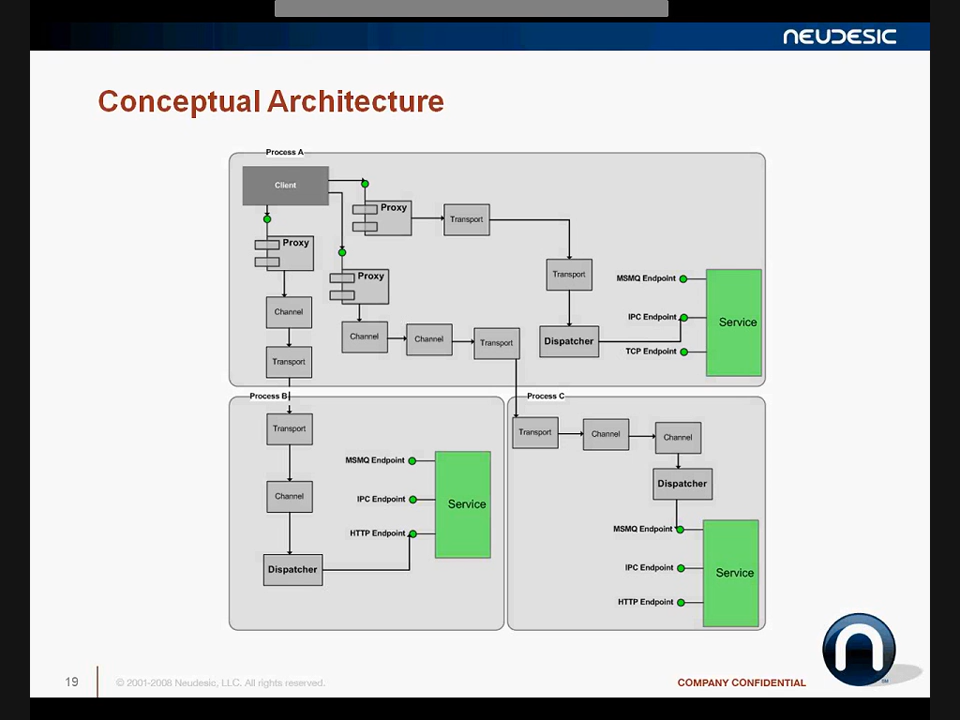 NEUDESIC
Conceptual Architecture
Process A
Client
Proxy
Transport
Proxy
Proxy
Transport
MSMQ Endpoint
Channel
IPC Endpoint
Service
Channel
Channel
Transport
Dispatcher
TCP Endpoint
Transport
Process B
Process C
Transport
Transport
Channel
Channel
MSMQ Endpoint
Dispatcher
Channel
IPC Endpoint
Service
HTTP Endpoint
MSMQ Endpoint
Dispatcher
IPC Endpoint
Service
HTTP Endpoint
19
© 2001-2008 Neudesic, LLC. All rights reserved.
COMPANY CONFIDENTIAL
n
SM